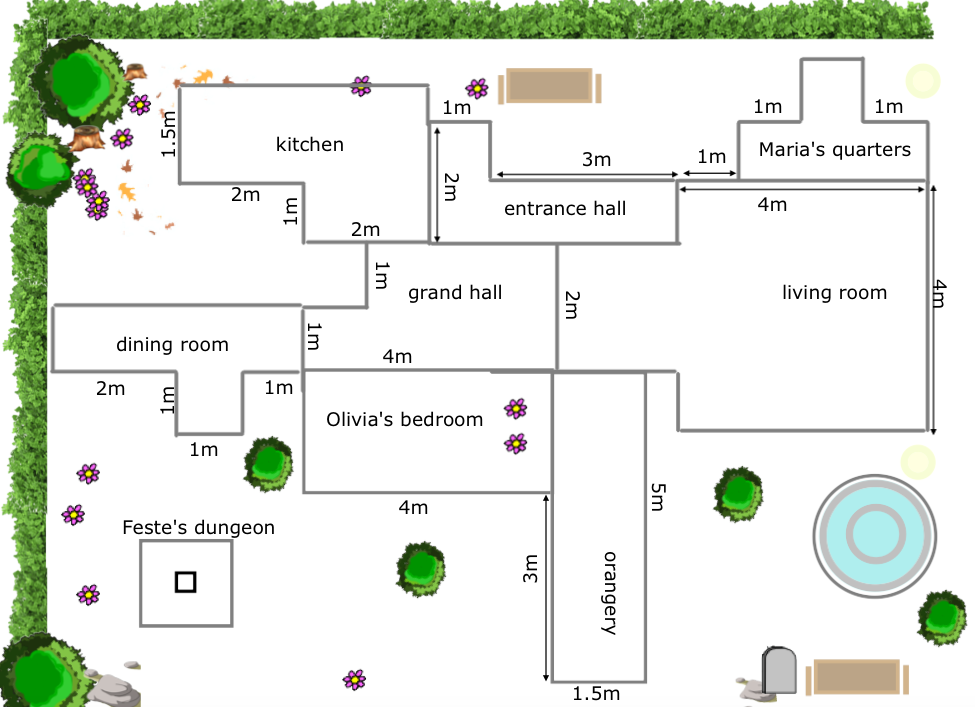 1m
1m
1m
1.5m
kitchen
3m
1m
Maria's quarters
2m
2m
1m
entrance hall
4m
2m
1m
grand hall
2m
living room
4m
dining room
1m
4m
2m
1m
1m
Olivia's bedroom
1m
5m
4m
Feste's dungeon
3m
orangery
1.5m